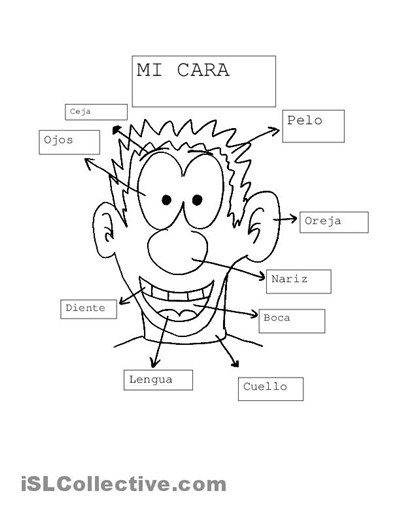 MI CARA
Ceja
Pelo
Ojos
Oreja
Nariz
Diente
Boca
Lengua
Cuello
iSLCollective.com